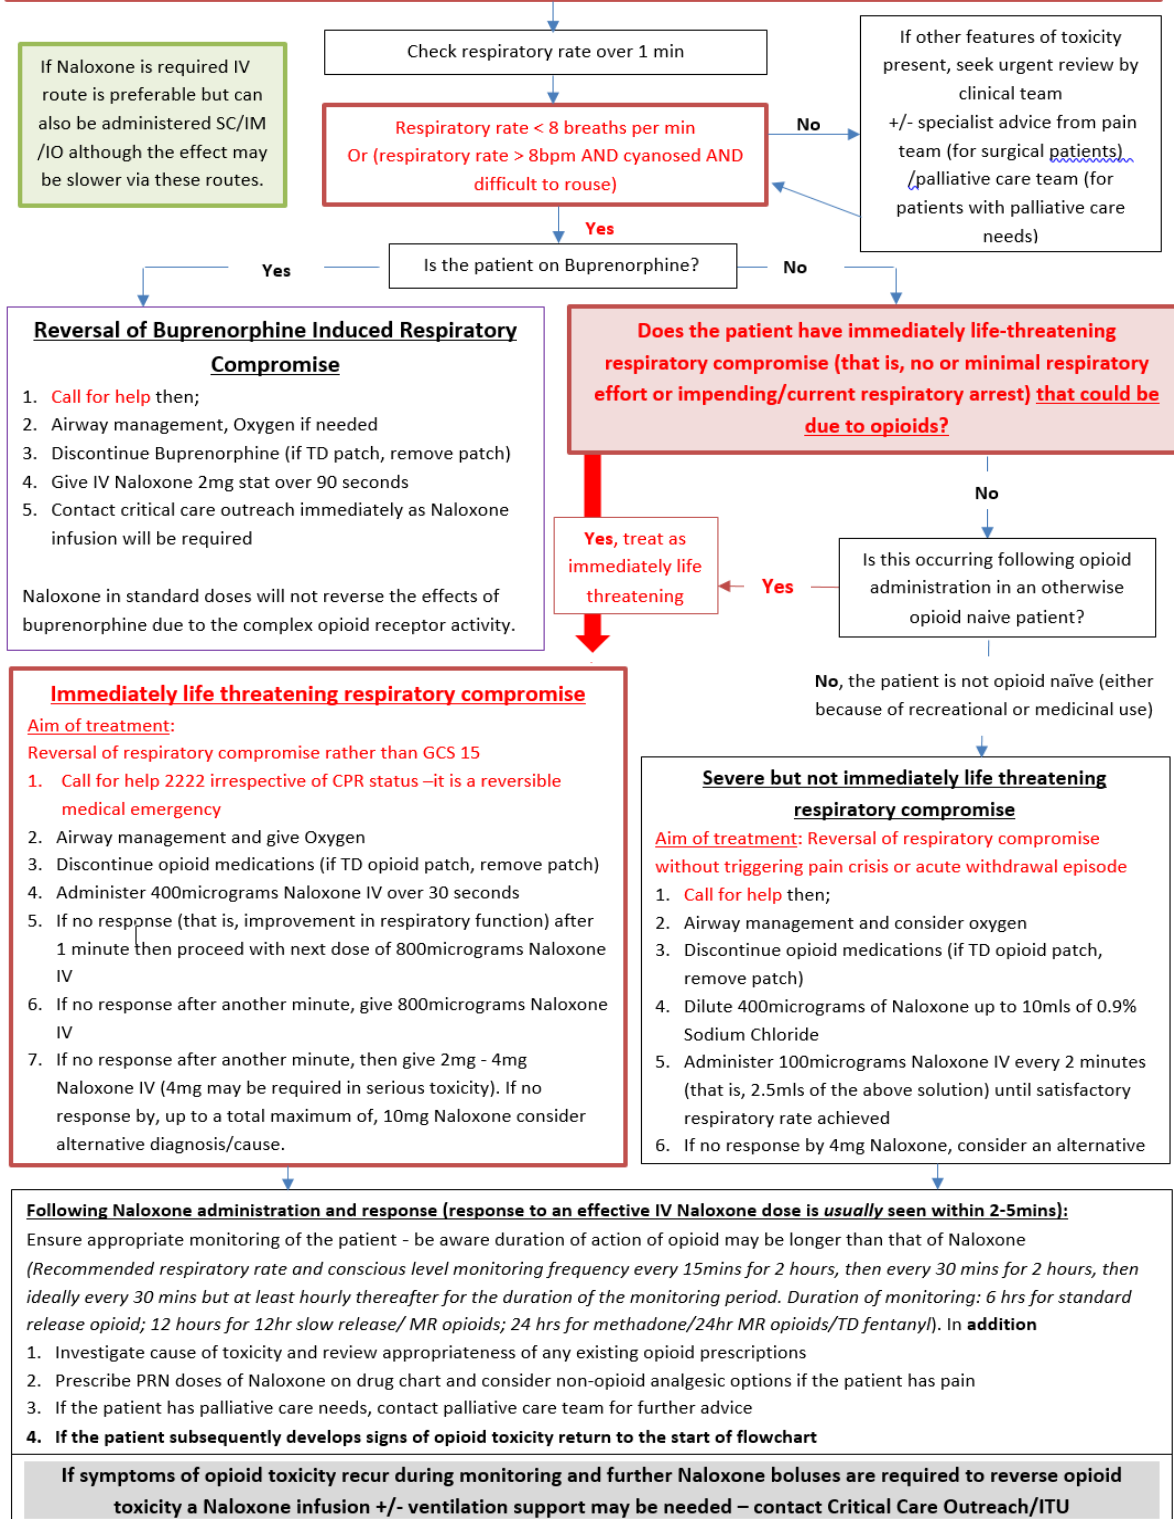 Check respiratory rate over 1 min
If Naloxone is required IV
route is preferable but can
also be administered SC/IM
/IO although the effect may
be slower via these routes.
If other features of toxicity
present, seek urgent review by
clinical team
+/- specialist advice from pain
team (for surgical patients)
/palliative care team (for
patients with palliative care
needs)
Respiratory rate < 8 breaths per min
Or (respiratory rate > 8bpm AND cyanosed AND
difficult to rouse)
No
Yes
Is the patient on Buprenorphine?
Yes
No
Reversal of Buprenorphine Induced Respiratory
Compromise
1. Call for help then;
2. Airway management, Oxygen if needed
3. Discontinue Buprenorphine (if TD patch, remove patch)
4. Give IV Naloxone 2mg stat over 90 seconds
5. Contact critical care outreach immediately as Naloxone
infusion will be required
Naloxone in standard doses will not reverse the effects of
buprenorphine due to the complex opioid receptor activity.
Does the patient have immediately life-threatening
respiratory compromise (that is, no or minimal respiratory
effort or impending/current respiratory arrest) that could be
due to opioids?
No
Yes, treat as
immediately life
threatening
Yes
Is this occurring following opioid
administration in an otherwise
opioid naive patient?
No, the patient is not opioid naïve (either
because of recreational or medicinal use)
Immediately life threatening respiratory compromise
Aim of treatment:
Reversal of respiratory compromise rather than GCS 15
1. Call for help 2222 irrespective of CPR status –it is a reversible
medical emergency
2. Airway management and give Oxygen
3. Discontinue opioid medications (if TD opioid patch, remove patch)
4. Administer 400micrograms Naloxone IV over 30 seconds
5. If no response (that is, improvement in respiratory function) after
1 minute then proceed with next dose of 800micrograms Naloxone
IV
6. If no response after another minute, give 800micrograms Naloxone
IV
7. If no response after another minute, then give 2mg - 4mg
Naloxone IV (4mg may be required in serious toxicity). If no
response by, up to a total maximum of, 10mg Naloxone consider
alternative diagnosis/cause.
Severe but not immediately life threatening
respiratory compromise
Aim of treatment: Reversal of respiratory compromise
without triggering pain crisis or acute withdrawal episode
1. Call for help then;
2. Airway management and consider oxygen
3. Discontinue opioid medications (if TD opioid patch,
remove patch)
4. Dilute 400micrograms of Naloxone up to 10mls of 0.9%
Sodium Chloride
5. Administer 100micrograms Naloxone IV every 2 minutes
(that is, 2.5mls of the above solution) until satisfactory
respiratory rate achieved
6. If no response by 4mg Naloxone, consider an alternative
Following Naloxone administration and response (response to an effective IV Naloxone dose is usually seen within 2-5mins):
Ensure appropriate monitoring of the patient - be aware duration of action of opioid may be longer than that of Naloxone
(Recommended respiratory rate and conscious level monitoring frequency every 15mins for 2 hours, then every 30 mins for 2 hours, then
ideally every 30 mins but at least hourly thereafter for the duration of the monitoring period. Duration of monitoring: 6 hrs for standard
release opioid; 12 hours for 12hr slow release/ MR opioids; 24 hrs for methadone/24hr MR opioids/TD fentanyl). In addition
1. Investigate cause of toxicity and review appropriateness of any existing opioid prescriptions
2. Prescribe PRN doses of Naloxone on drug chart and consider non-opioid analgesic options if the patient has pain
3. If the patient has palliative care needs, contact palliative care team for further advice
4. If the patient subsequently develops signs of opioid toxicity return to the start of flowchart
If symptoms of opioid toxicity recur during monitoring and further Naloxone boluses are required to reverse opioid
toxicity a Naloxone infusion +/- ventilation support may be needed – contact Critical Care Outreach/ITU